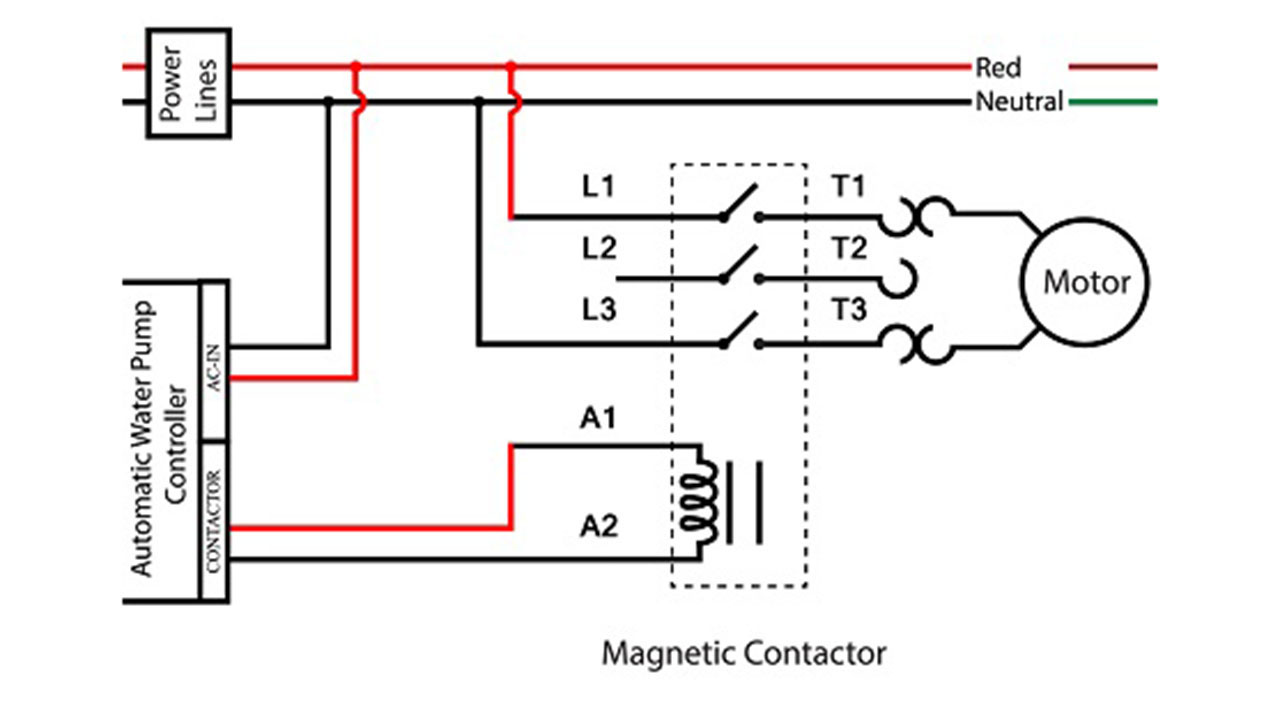 Power
Lines
Red
Neutral
L1
T1
L2
T2
L3
T3
Motor
Automatic Water Pump
Controller
AC-IN
CONTACTOR
A1
A2
Magnetic Contactor